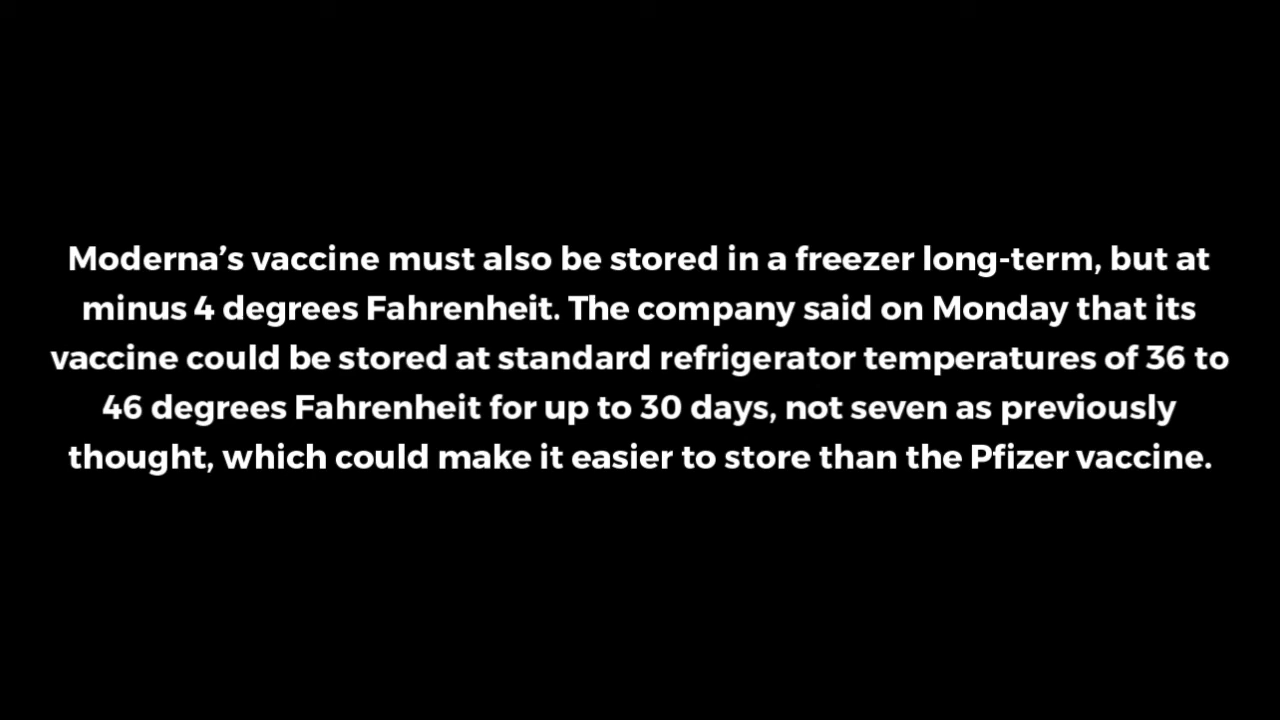 Moderna’s vaccine must also be stored in a freezer long-term, but at
minus 4 degrees Fahrenheit. The company said on Monday that its
vaccine could be stored at standard refrigerator temperatures of 36 to
46 degrees Fahrenheit for up to 30 days, not seven as previously
thought, which could make it easier to store than the Pfizer vaccine.